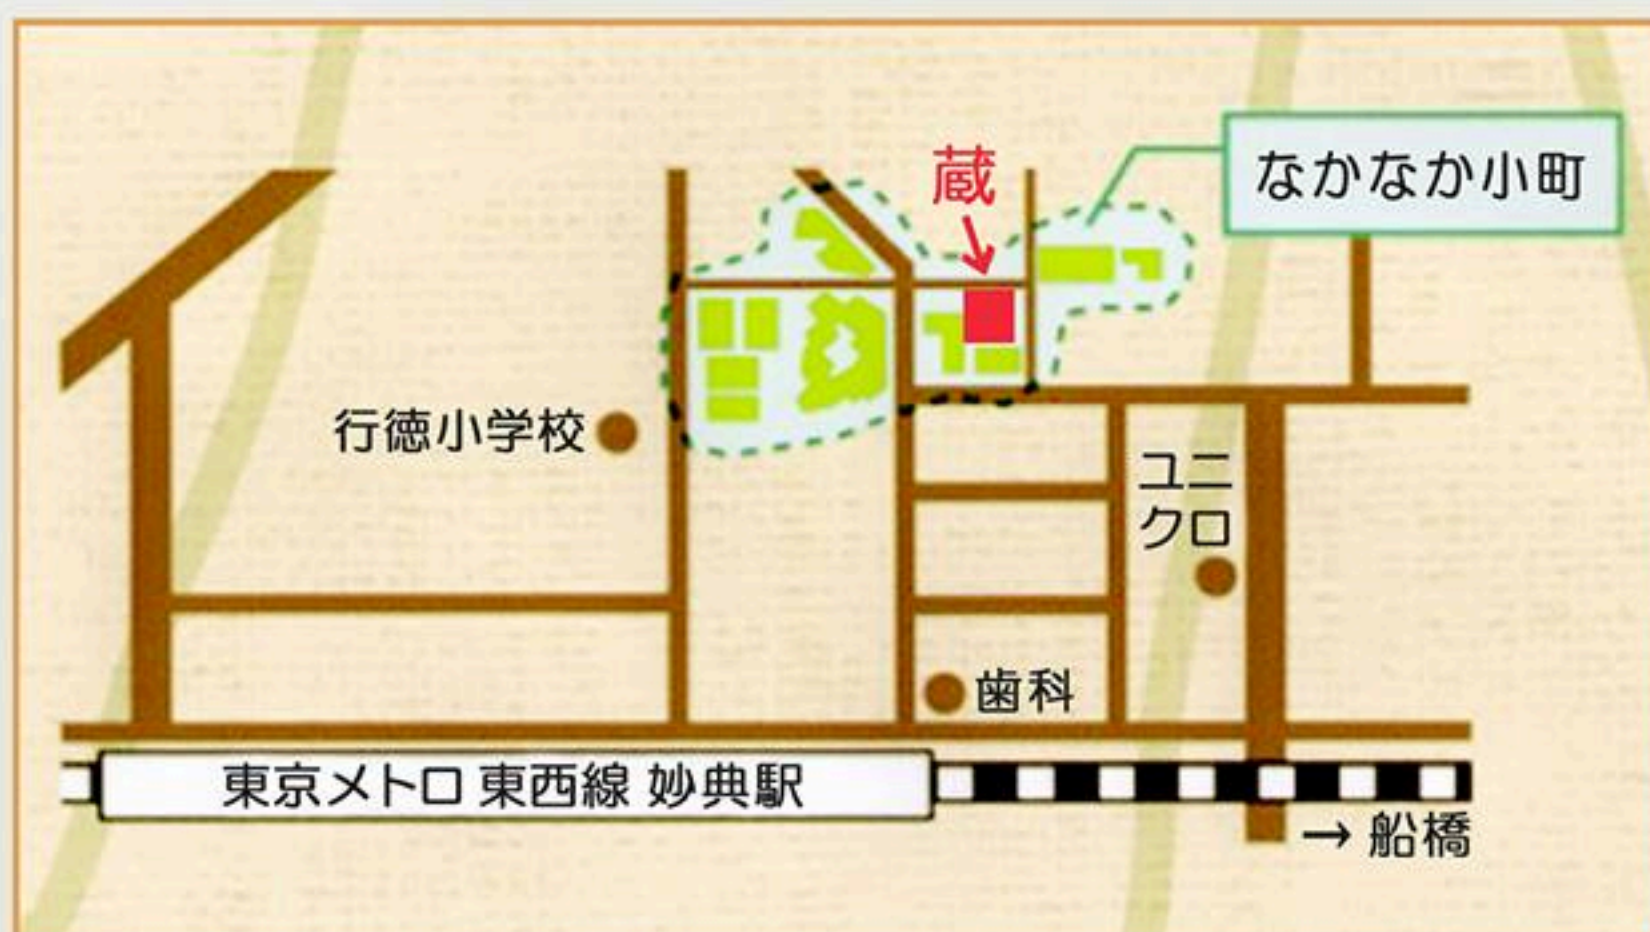 蔵
なかなか小町
行徳小学校
ユニ
クロ
歯科
東京メトロ 東西線 妙典駅
→ 船橋